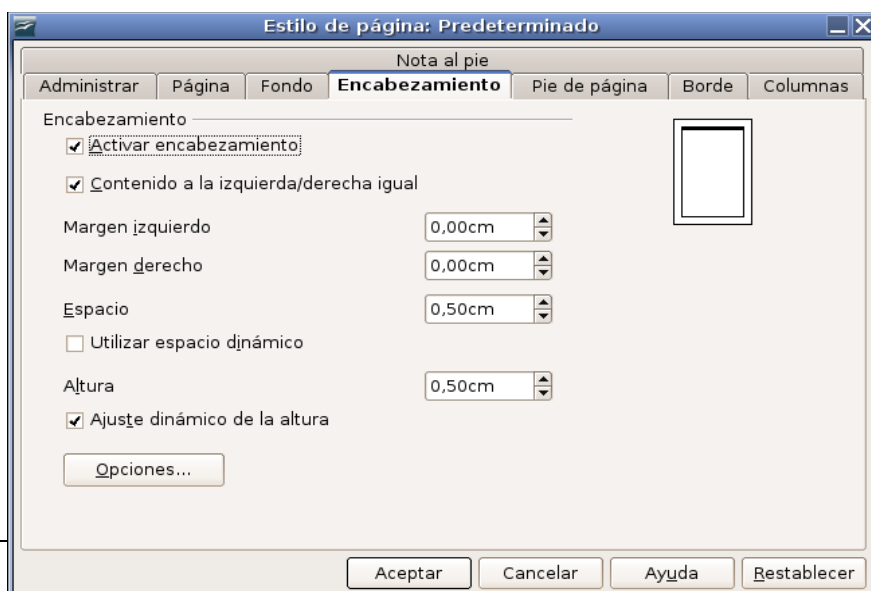 Estilo de página: Predeterminado
Nota al pie
Administrar Página Fondo Encabezamiento Pie de página Borde Columnas
Encabezamiento
Activar encabezamiento
Contenido a la izquierda/derecha igual
Margen izquierdo 0,00cm
Margen derecho 0,00cm
Espacio 0,50cm
Utilizar espacio dinámico
Altura 0,50cm
Ajuste dinámico de la altura
Opciones...
Aceptar Cancelar Ayuda Restablecer